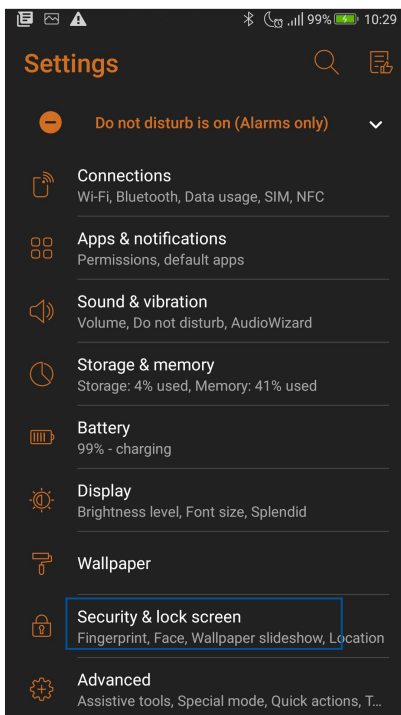 99% 10:29
Settings
Do not disturb is on (Alarms only)
Connections
Wi-Fi, Bluetooth, Data usage, SIM, NFC
Apps & notifications
Permissions, default apps
Sound & vibration
Volume, Do not disturb, AudioWizard
Storage & memory
Storage: 4% used, Memory: 41% used
Battery
99% - charging
Display
Brightness level, Font size, Splendid
Wallpaper
Security & lock screen
Fingerprint, Face, Wallpaper slideshow, Location
Advanced
Assistive tools, Special mode, Quick actions, T...